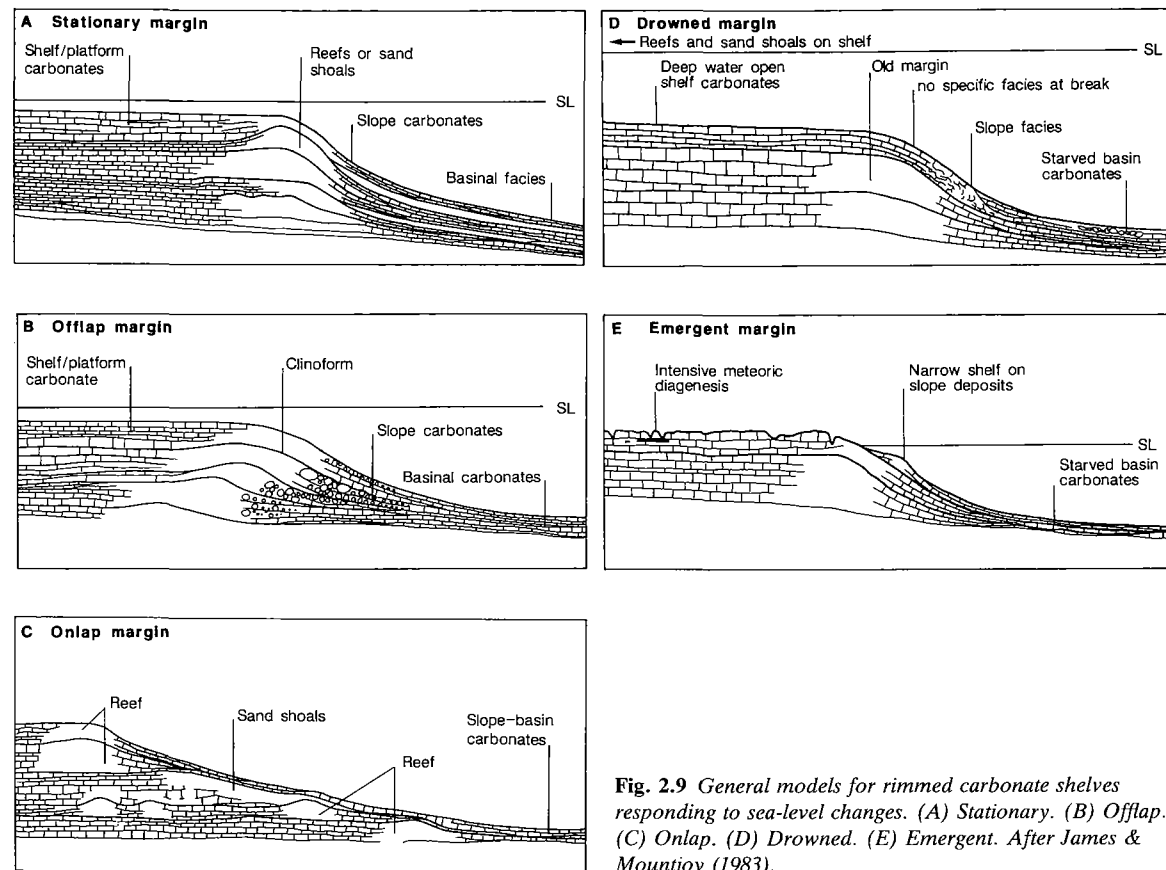 A Stationary margin
Shelf/platform
carbonates
Reefs or sand
shoals
SL
Slope carbonates
Basinal facies
B Offlap margin
Shelf/platform
carbonate
Clinoform
SL
Slope carbonates
Basinal carbonates
C Onlap margin
Reef
Sand shoals
Slope-basin
carbonates
Reef
D Drowned margin
← Reefs and sand shoals on shelf
SL
Deep water open
shelf carbonates
Old margin
no specific facies at break
Slope facies
Starved basin
carbonates
E Emergent margin
Intensive meteoric
diagenesis
Narrow shelf on
slope deposits
SL
Starved basin
carbonates
Fig. 2.9 General models for rimmed carbonate shelves
responding to sea-level changes. (A) Stationary. (B) Offlap.
(C) Onlap. (D) Drowned. (E) Emergent. After James &
Mountjoy (1983).